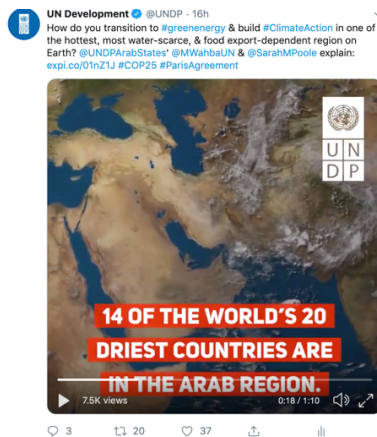 UN Development @UNDP · 16h
How do you transition to #greenenergy & build #ClimateAction in one of
the hottest, most water-scarce, & food export-dependent region on
Earth? @UNDPArabStates' @MWahbaUN & @SarahMPoole explain:
expi.co/01nZ1J #COP25 #ParisAgreement
U N
D P
14 OF THE WORLD'S 20
DRIEST COUNTRIES ARE
IN THE ARAB REGION.
7.5K views
0:18 / 1:10
3 20 37